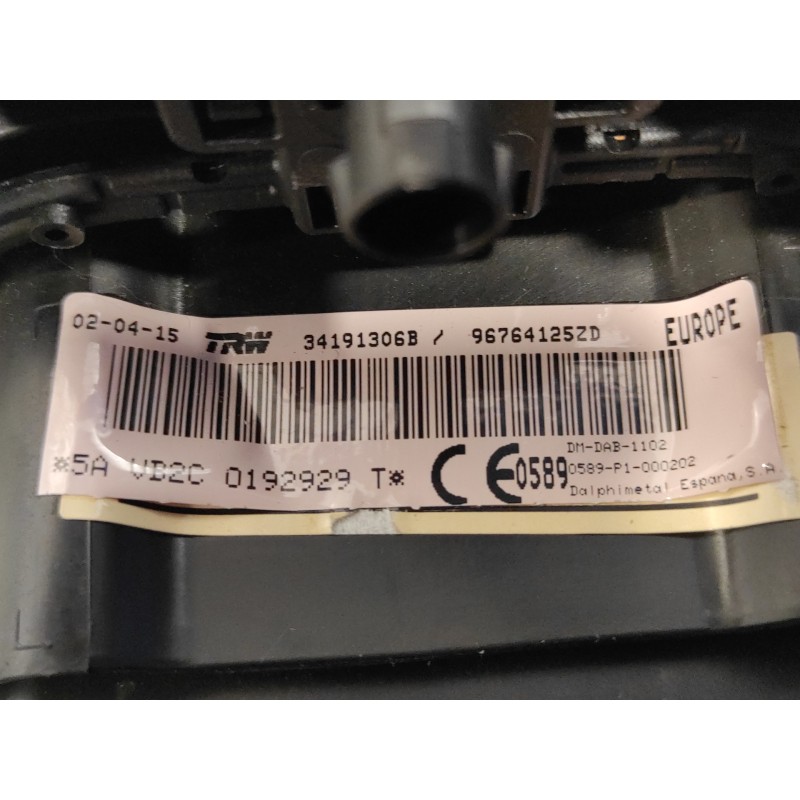 02-04-15 TRW 34191306B / 96764125ZD EUROPE
*5A VB2C 0192929 T* CE 0589
DM-DAB-1102
0589-P1-000202
Dalphimetal Espana, S.A
L